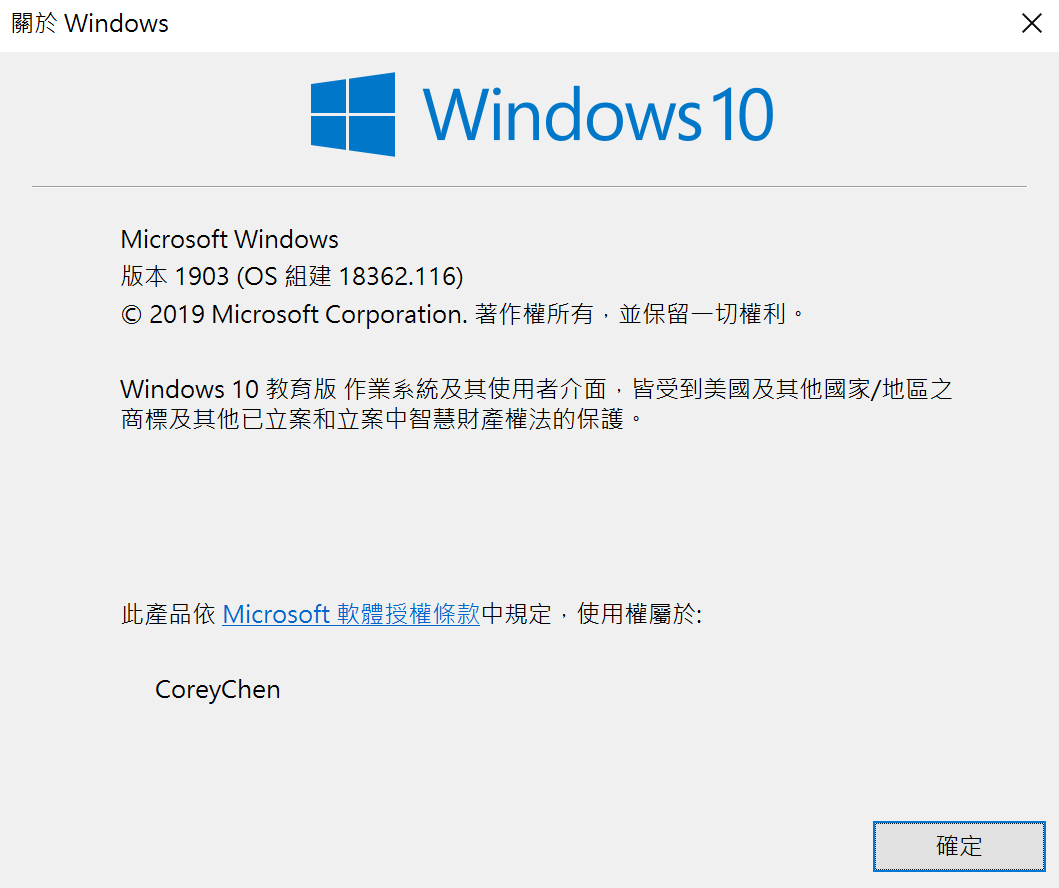 關於 Windows
Windows 10
Microsoft Windows
版本 1903 (OS 組建 18362.116)
© 2019 Microsoft Corporation. 著作權所有，並保留一切權利。
Windows 10 教育版 作業系統及其使用者介面，皆受到美國及其他國家/地區之
商標及其他已立案和立案中智慧財產權法的保護。
此產品依 Microsoft 軟體授權條款中規定，使用權屬於:
CoreyChen
確定